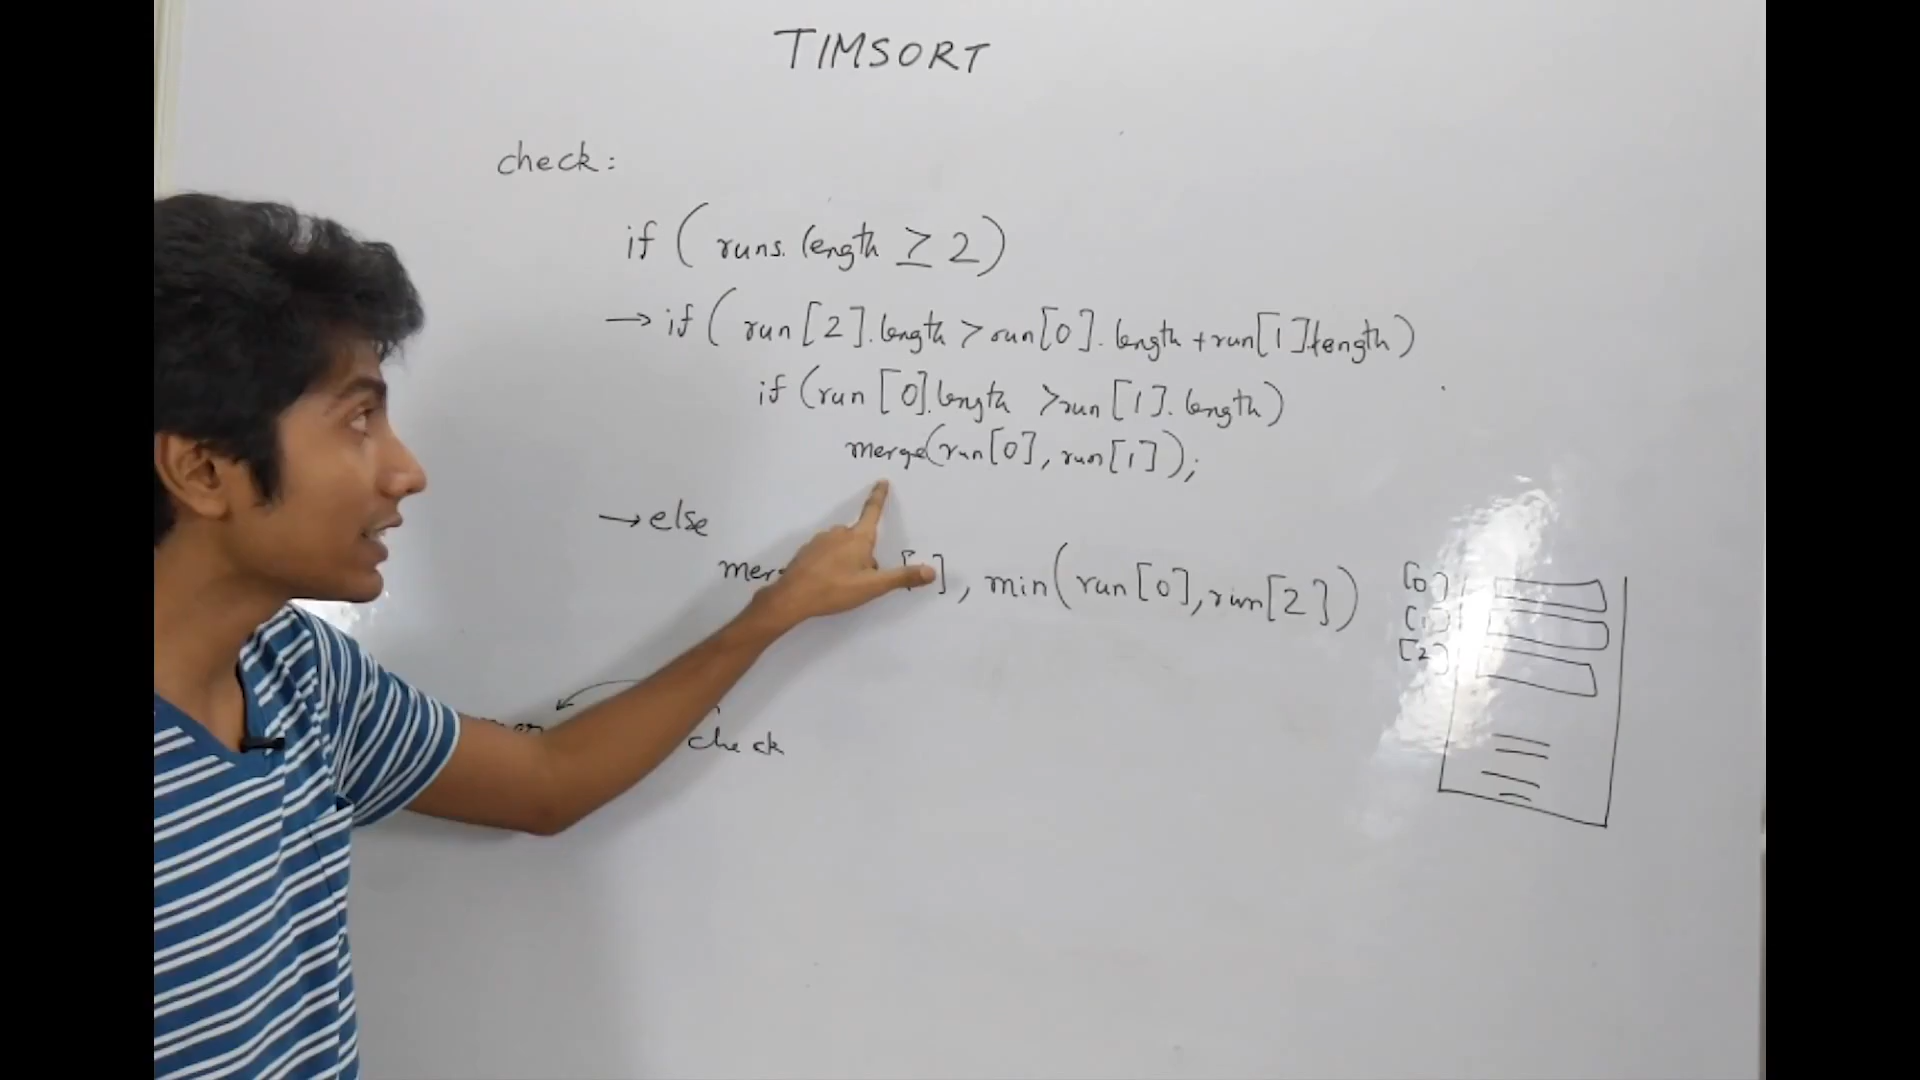 TIMSORT
check:
if ( runs. length ≥ 2)
→ if ( run [2].length > run[0]. length + run[1].length)
if (run [0].length > run [1]. length)
merge(run[0], run[1]);
→ else
], min(run[0], run[2])
[0]
[1]
[2]
check